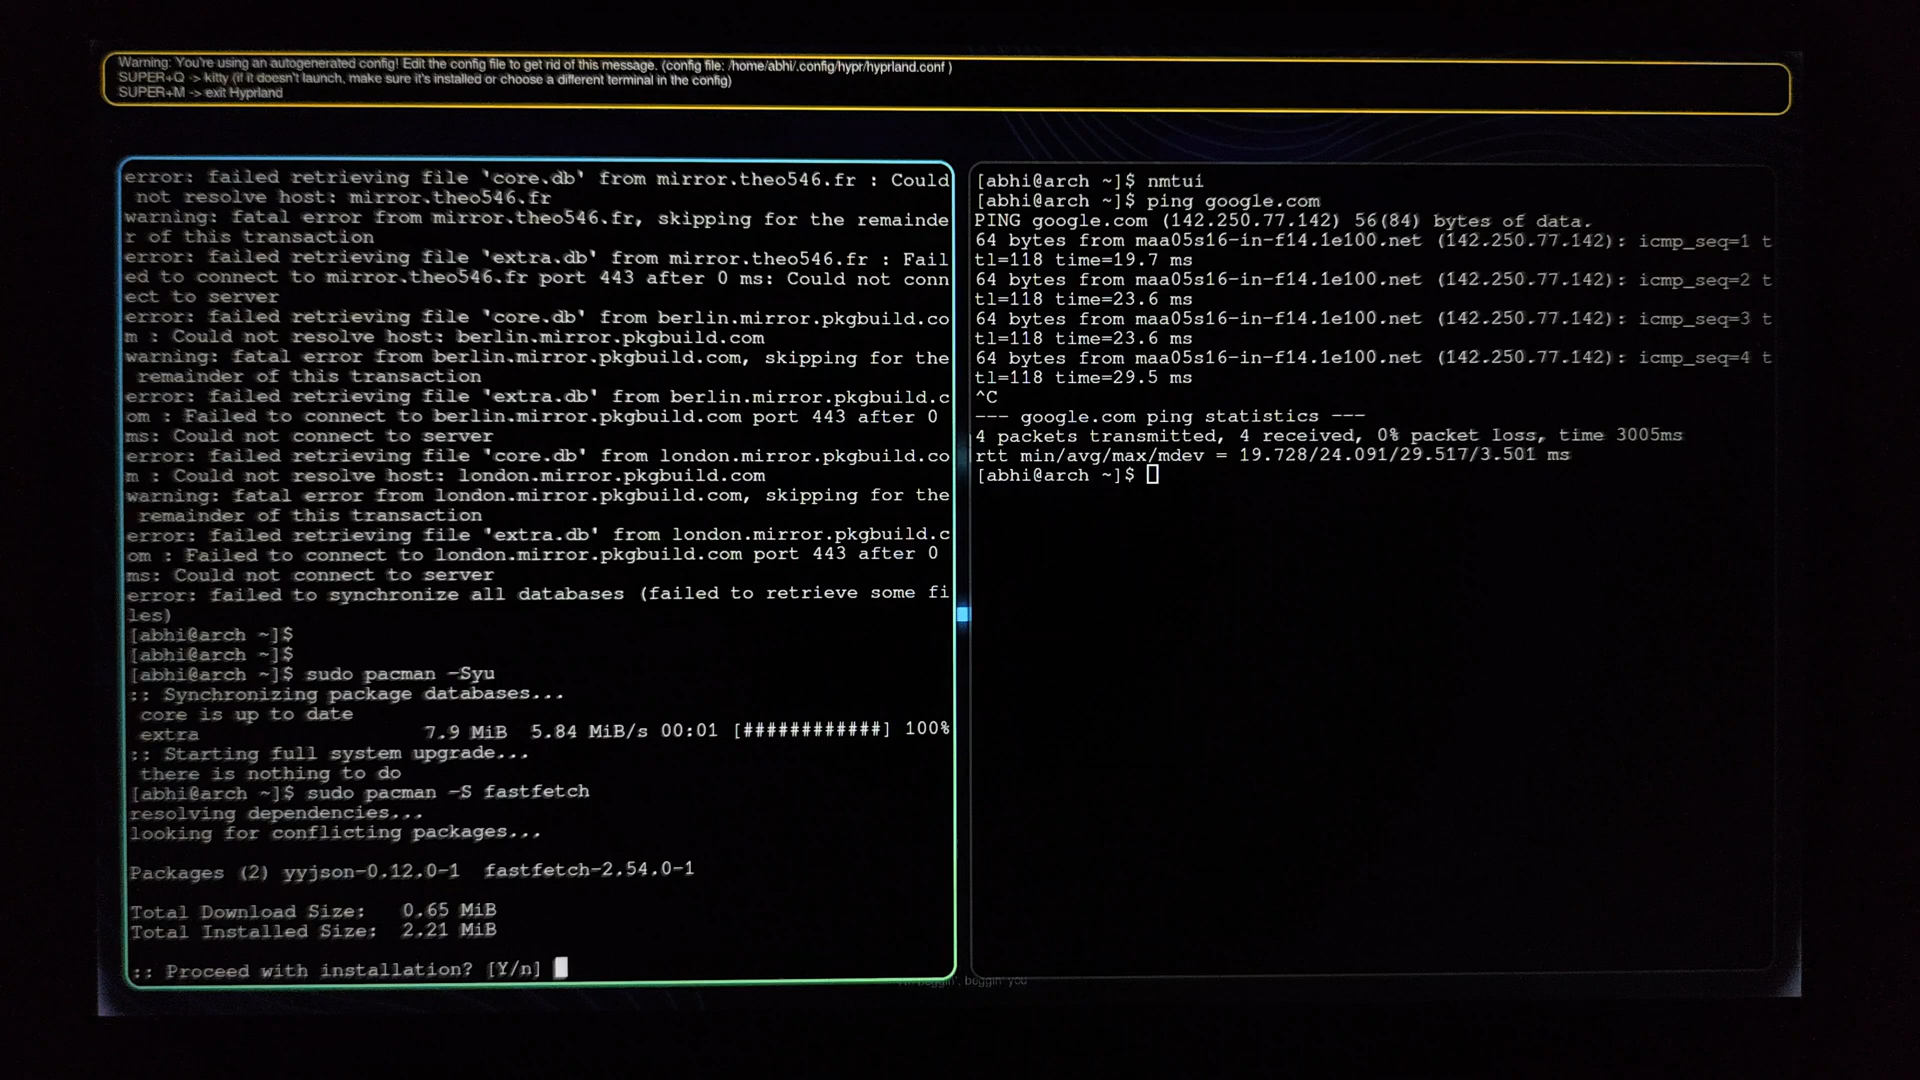 Warning: You're using an autogenerated config! Edit the config file to get rid of this message. (config file: /home/abhi/.config/hypr/hyprland.conf )
SUPER+Q -> kitty (if it doesn't launch, make sure it's installed or choose a different terminal in the config)
SUPER+M -> exit Hyprland
error: failed retrieving file 'core.db' from mirror.theo546.fr : Could
not resolve host: mirror.theo546.fr
warning: fatal error from mirror.theo546.fr, skipping for the remainde
r of this transaction
error: failed retrieving file 'extra.db' from mirror.theo546.fr : Fail
ed to connect to mirror.theo546.fr port 443 after 0 ms: Could not conn
ect to server
error: failed retrieving file 'core.db' from berlin.mirror.pkgbuild.co
m : Could not resolve host: berlin.mirror.pkgbuild.com
warning: fatal error from berlin.mirror.pkgbuild.com, skipping for the
remainder of this transaction
error: failed retrieving file 'extra.db' from berlin.mirror.pkgbuild.c
om : Failed to connect to berlin.mirror.pkgbuild.com port 443 after 0
ms: Could not connect to server
error: failed retrieving file 'core.db' from london.mirror.pkgbuild.co
m : Could not resolve host: london.mirror.pkgbuild.com
warning: fatal error from london.mirror.pkgbuild.com, skipping for the
remainder of this transaction
error: failed retrieving file 'extra.db' from london.mirror.pkgbuild.c
om : Failed to connect to london.mirror.pkgbuild.com port 443 after 0
ms: Could not connect to server
error: failed to synchronize all databases (failed to retrieve some fi
les)
[abhi@arch ~]$
[abhi@arch ~]$
[abhi@arch ~]$ sudo pacman -Syu
:: Synchronizing package databases...
core is up to date
extra 7.9 MiB 5.84 MiB/s 00:01 [############] 100%
:: Starting full system upgrade...
there is nothing to do
[abhi@arch ~]$ sudo pacman -S fastfetch
resolving dependencies...
looking for conflicting packages...
Packages (2) yyjson-0.12.0-1 fastfetch-2.54.0-1
Total Download Size: 0.65 MiB
Total Installed Size: 2.21 MiB
:: Proceed with installation? [Y/n]
[abhi@arch ~]$ nmtui
[abhi@arch ~]$ ping google.com
PING google.com (142.250.77.142) 56(84) bytes of data.
64 bytes from maa05s16-in-f14.1e100.net (142.250.77.142): icmp_seq=1 t
tl=118 time=19.7 ms
64 bytes from maa05s16-in-f14.1e100.net (142.250.77.142): icmp_seq=2 t
tl=118 time=23.6 ms
64 bytes from maa05s16-in-f14.1e100.net (142.250.77.142): icmp_seq=3 t
tl=118 time=23.6 ms
64 bytes from maa05s16-in-f14.1e100.net (142.250.77.142): icmp_seq=4 t
tl=118 time=29.5 ms
^C
--- google.com ping statistics ---
4 packets transmitted, 4 received, 0% packet loss, time 3005ms
rtt min/avg/max/mdev = 19.728/24.091/29.517/3.501 ms
[abhi@arch ~]$
beggin' you